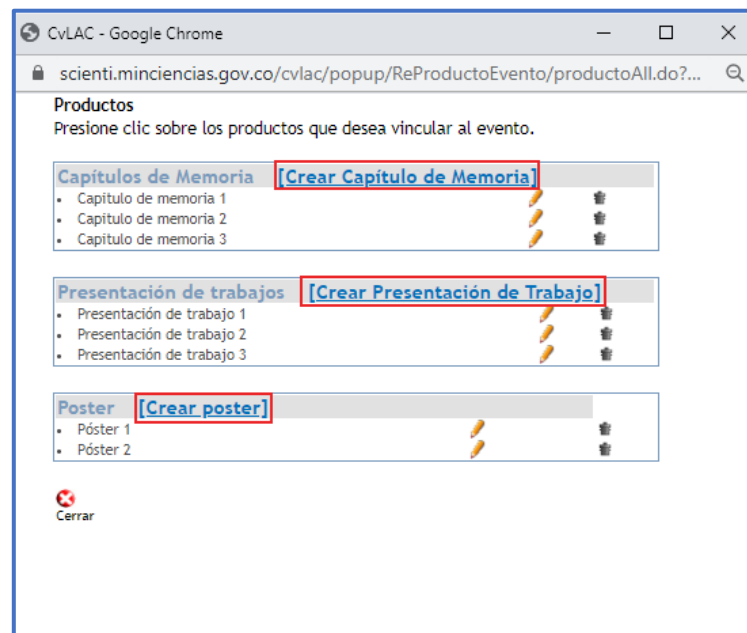 CvLAC - Google Chrome
scienti.minciencias.gov.co/cvlac/popup/ReProductoEvento/productoAll.do?...
Productos
Presione clic sobre los productos que desea vincular al evento.
Capítulos de Memoria [Crear Capítulo de Memoria]
Capitulo de memoria 1
Capitulo de memoria 2
Capitulo de memoria 3
Presentación de trabajos [Crear Presentación de Trabajo]
Presentación de trabajo 1
Presentación de trabajo 2
Presentación de trabajo 3
Poster [Crear poster]
Póster 1
Póster 2
Cerrar